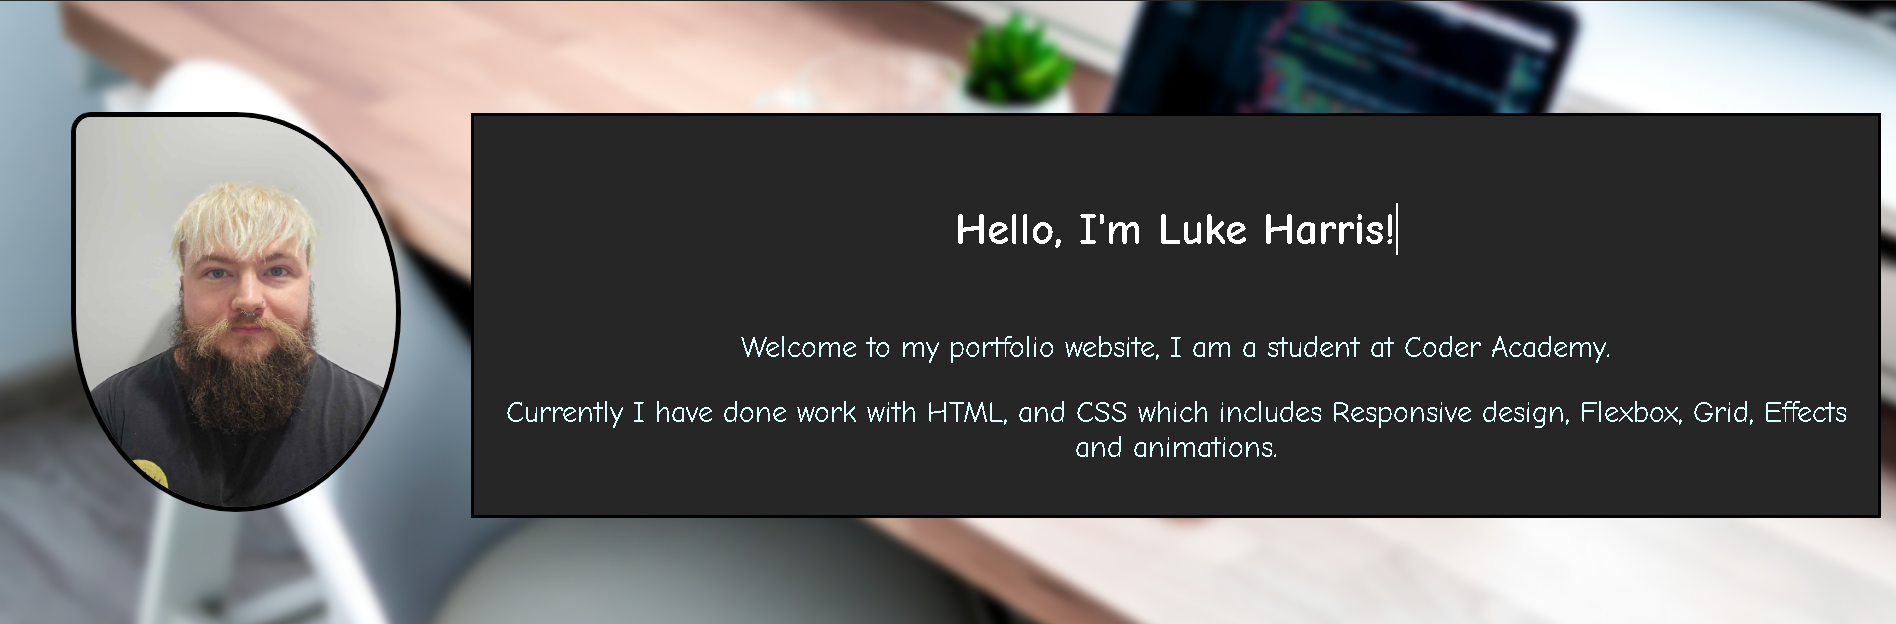 Hello, I'm Luke Harris!
Welcome to my portfolio website, I am a student at Coder Academy.
Currently I have done work with HTML, and CSS which includes Responsive design, Flexbox, Grid, Effects
and animations.